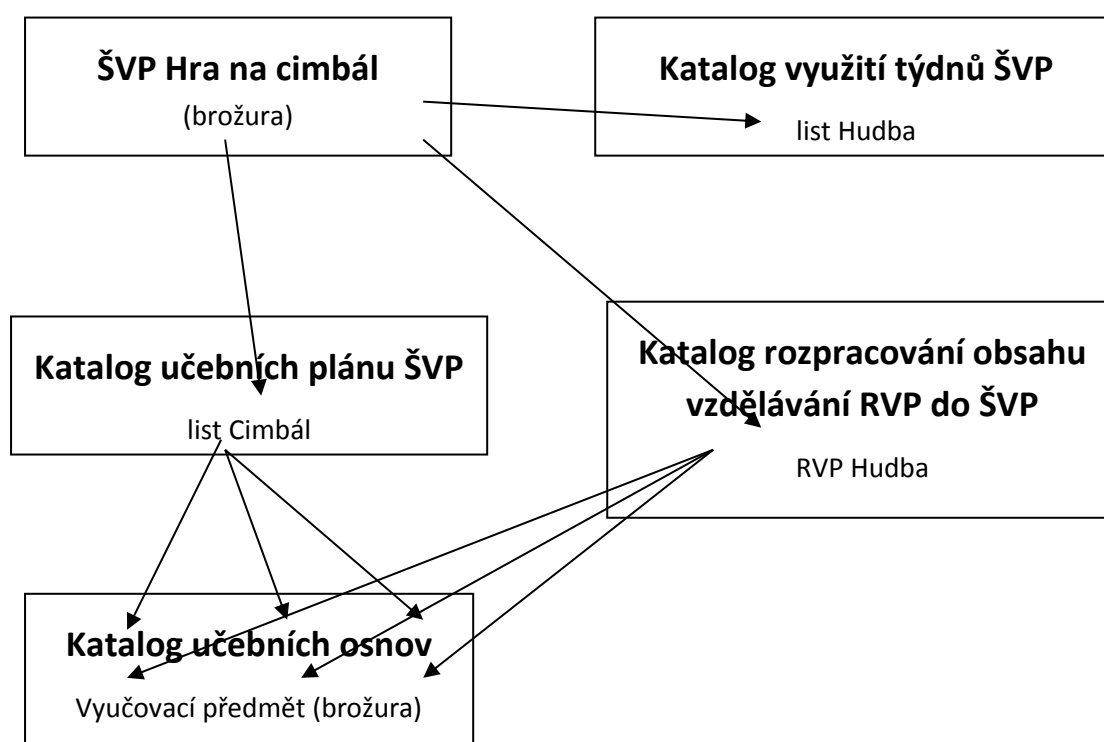 ŠVP Hra na cimbál
(brožura)
Katalog využití týdnů ŠVP
list Hudba
Katalog učebních plánu ŠVP
list Cimbál
Katalog rozpracování obsahu
vzdělávání RVP do ŠVP
RVP Hudba
Katalog učebních osnov
Vyučovací předmět (brožura)